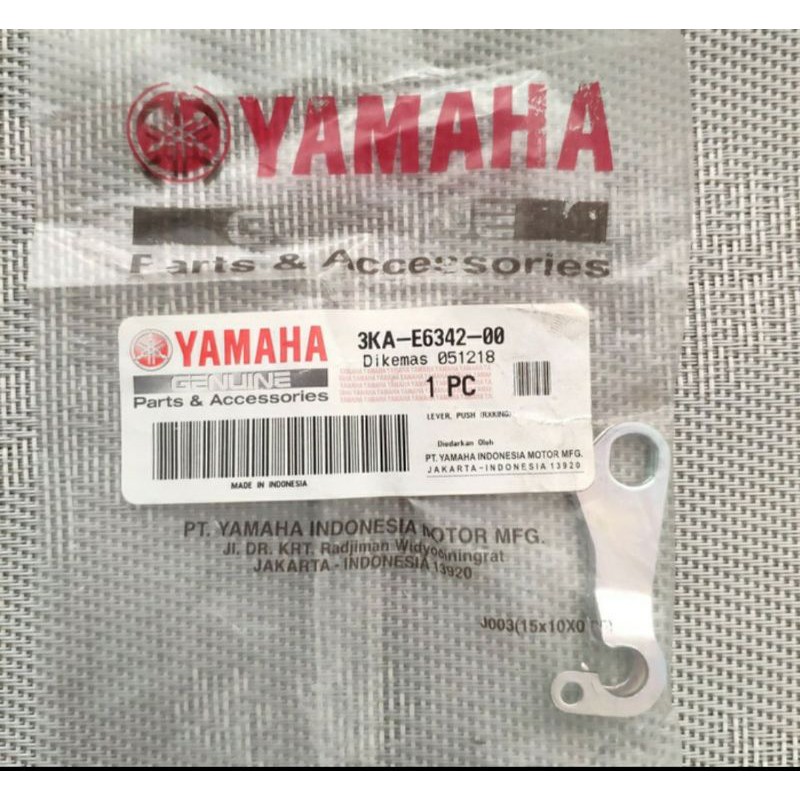 YAMAHA
GENUINE
Parts & Accessories
YAMAHA
GENUINE
Parts & Accessories
3KA-E6342-00
Dikemas 051218
1 PC
LEVER, PUSH
Diedarkan Oleh
PT. YAMAHA INDONESIA MOTOR MFG.
JAKARTA-INDONESIA 13920
MADE IN INDONESIA
PT. YAMAHA INDONESIA MOTOR MFG.
Jl. DR. KRT. Radjiman Widyodiningrat
JAKARTA - INDONESIA 13920